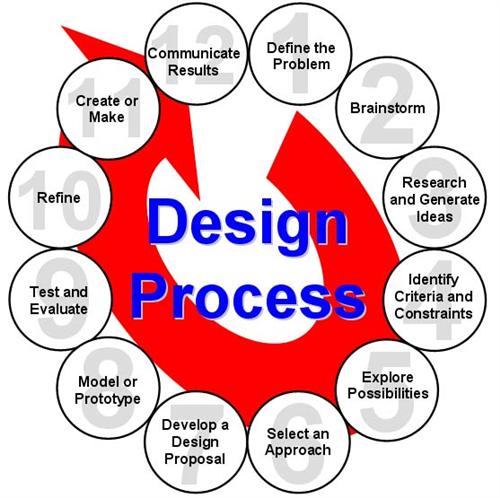 1
Define the
Problem
2
Brainstorm
3
Research
and Generate
Ideas
4
Identify
Criteria and
Constraints
5
Explore
Possibilities
6
Select an
Approach
7
Develop a
Design
Proposal
8
Model or
Prototype
9
Test and
Evaluate
10
Refine
11
Create or
Make
12
Communicate
Results
Design
Process